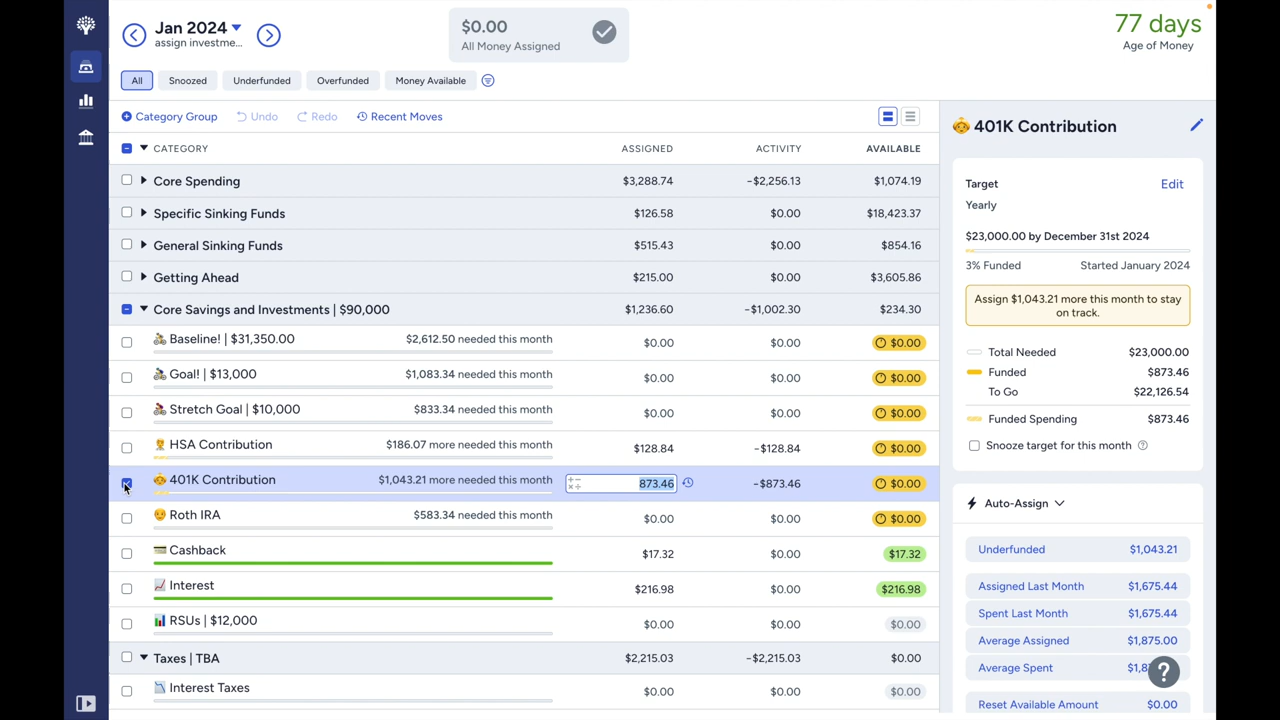 Jan 2024
assign investme...
$0.00
All Money Assigned
77 days
Age of Money
All
Snoozed
Underfunded
Overfunded
Money Available
Category Group
Undo
Redo
Recent Moves
CATEGORY ASSIGNED ACTIVITY AVAILABLE
Core Spending $3,288.74 -$2,256.13 $1,074.19
Specific Sinking Funds $126.58 $0.00 $18,423.37
General Sinking Funds $515.43 $0.00 $854.16
Getting Ahead $215.00 $0.00 $3,605.86
Core Savings and Investments | $90,000 $1,236.60 -$1,002.30 $234.30
Baseline! | $31,350.00 $2,612.50 needed this month $0.00 $0.00 $0.00
Goal! | $13,000 $1,083.34 needed this month $0.00 $0.00 $0.00
Stretch Goal | $10,000 $833.34 needed this month $0.00 $0.00 $0.00
HSA Contribution $186.07 more needed this month $128.84 -$128.84 $0.00
401K Contribution $1,043.21 more needed this month 873.46 -$873.46 $0.00
Roth IRA $583.34 needed this month $0.00 $0.00 $0.00
Cashback $17.32 $0.00 $17.32
Interest $216.98 $0.00 $216.98
RSUs | $12,000 $0.00 $0.00 $0.00
Taxes | TBA $2,215.03 -$2,215.03 $0.00
Interest Taxes $0.00 $0.00 $0.00
401K Contribution
Target Edit
Yearly
$23,000.00 by December 31st 2024
3% Funded Started January 2024
Assign $1,043.21 more this month to stay
on track.
Total Needed $23,000.00
Funded $873.46
To Go $22,126.54
Funded Spending $873.46
Snooze target for this month ?
Auto-Assign
Underfunded $1,043.21
Assigned Last Month $1,675.44
Spent Last Month $1,675.44
Average Assigned $1,875.00
Average Spent
?
Reset Available Amount $0.00